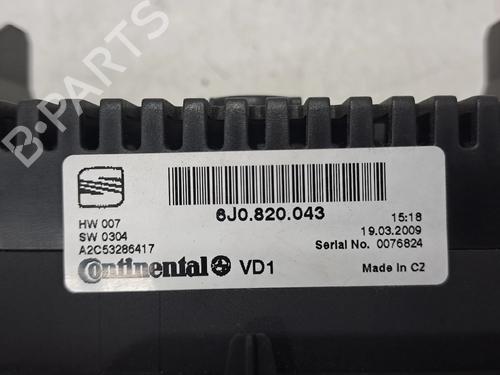 B-PARTS
6J0.820.043
HW 007
SW 0304
A2C53286417
15:18
19.03.2009
Serial No. 0076824
Continental VD1
Made in CZ